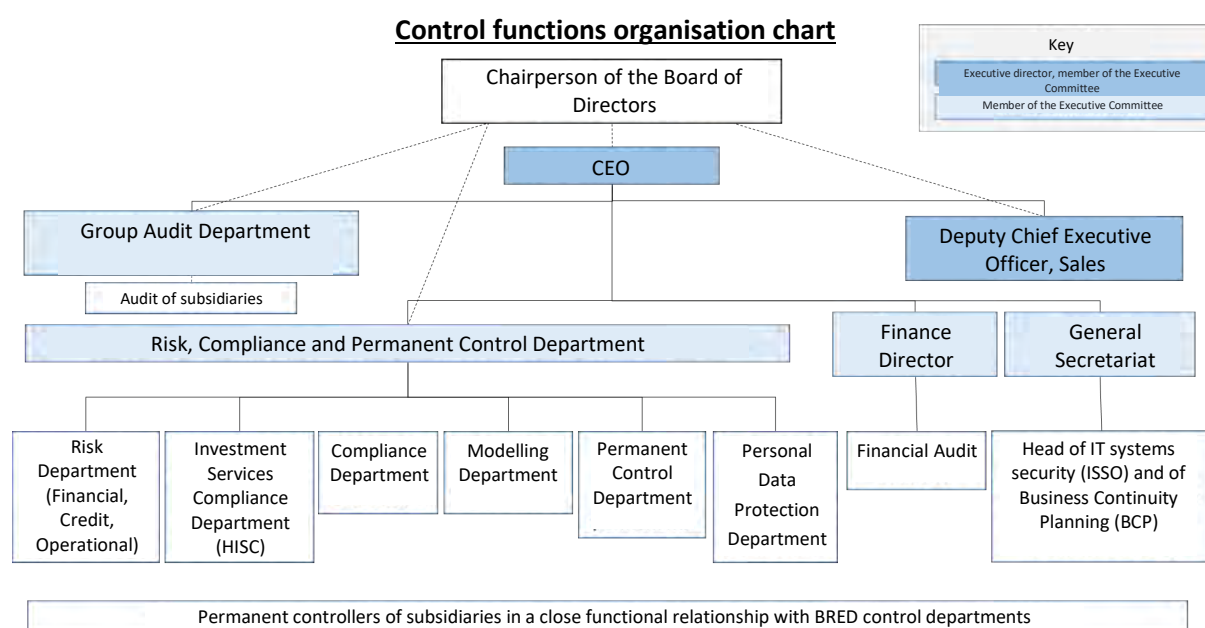 Control functions organisation chart
Key
Executive director, member of the Executive
Committee
Member of the Executive Committee
Chairperson of the Board of
Directors
CEO
Group Audit Department
Deputy Chief Executive
Officer, Sales
Audit of subsidiaries
Risk, Compliance and Permanent Control Department
Finance
Director
General
Secretariat
Risk
Department
(Financial,
Credit,
Operational)
Investment
Services
Compliance
Department
(HISC)
Compliance
Department
Modelling
Department
Permanent
Control
Department
Personal
Data
Protection
Department
Financial Audit
Head of IT systems
security (ISSO) and of
Business Continuity
Planning (BCP)
Permanent controllers of subsidiaries in a close functional relationship with BRED control departments